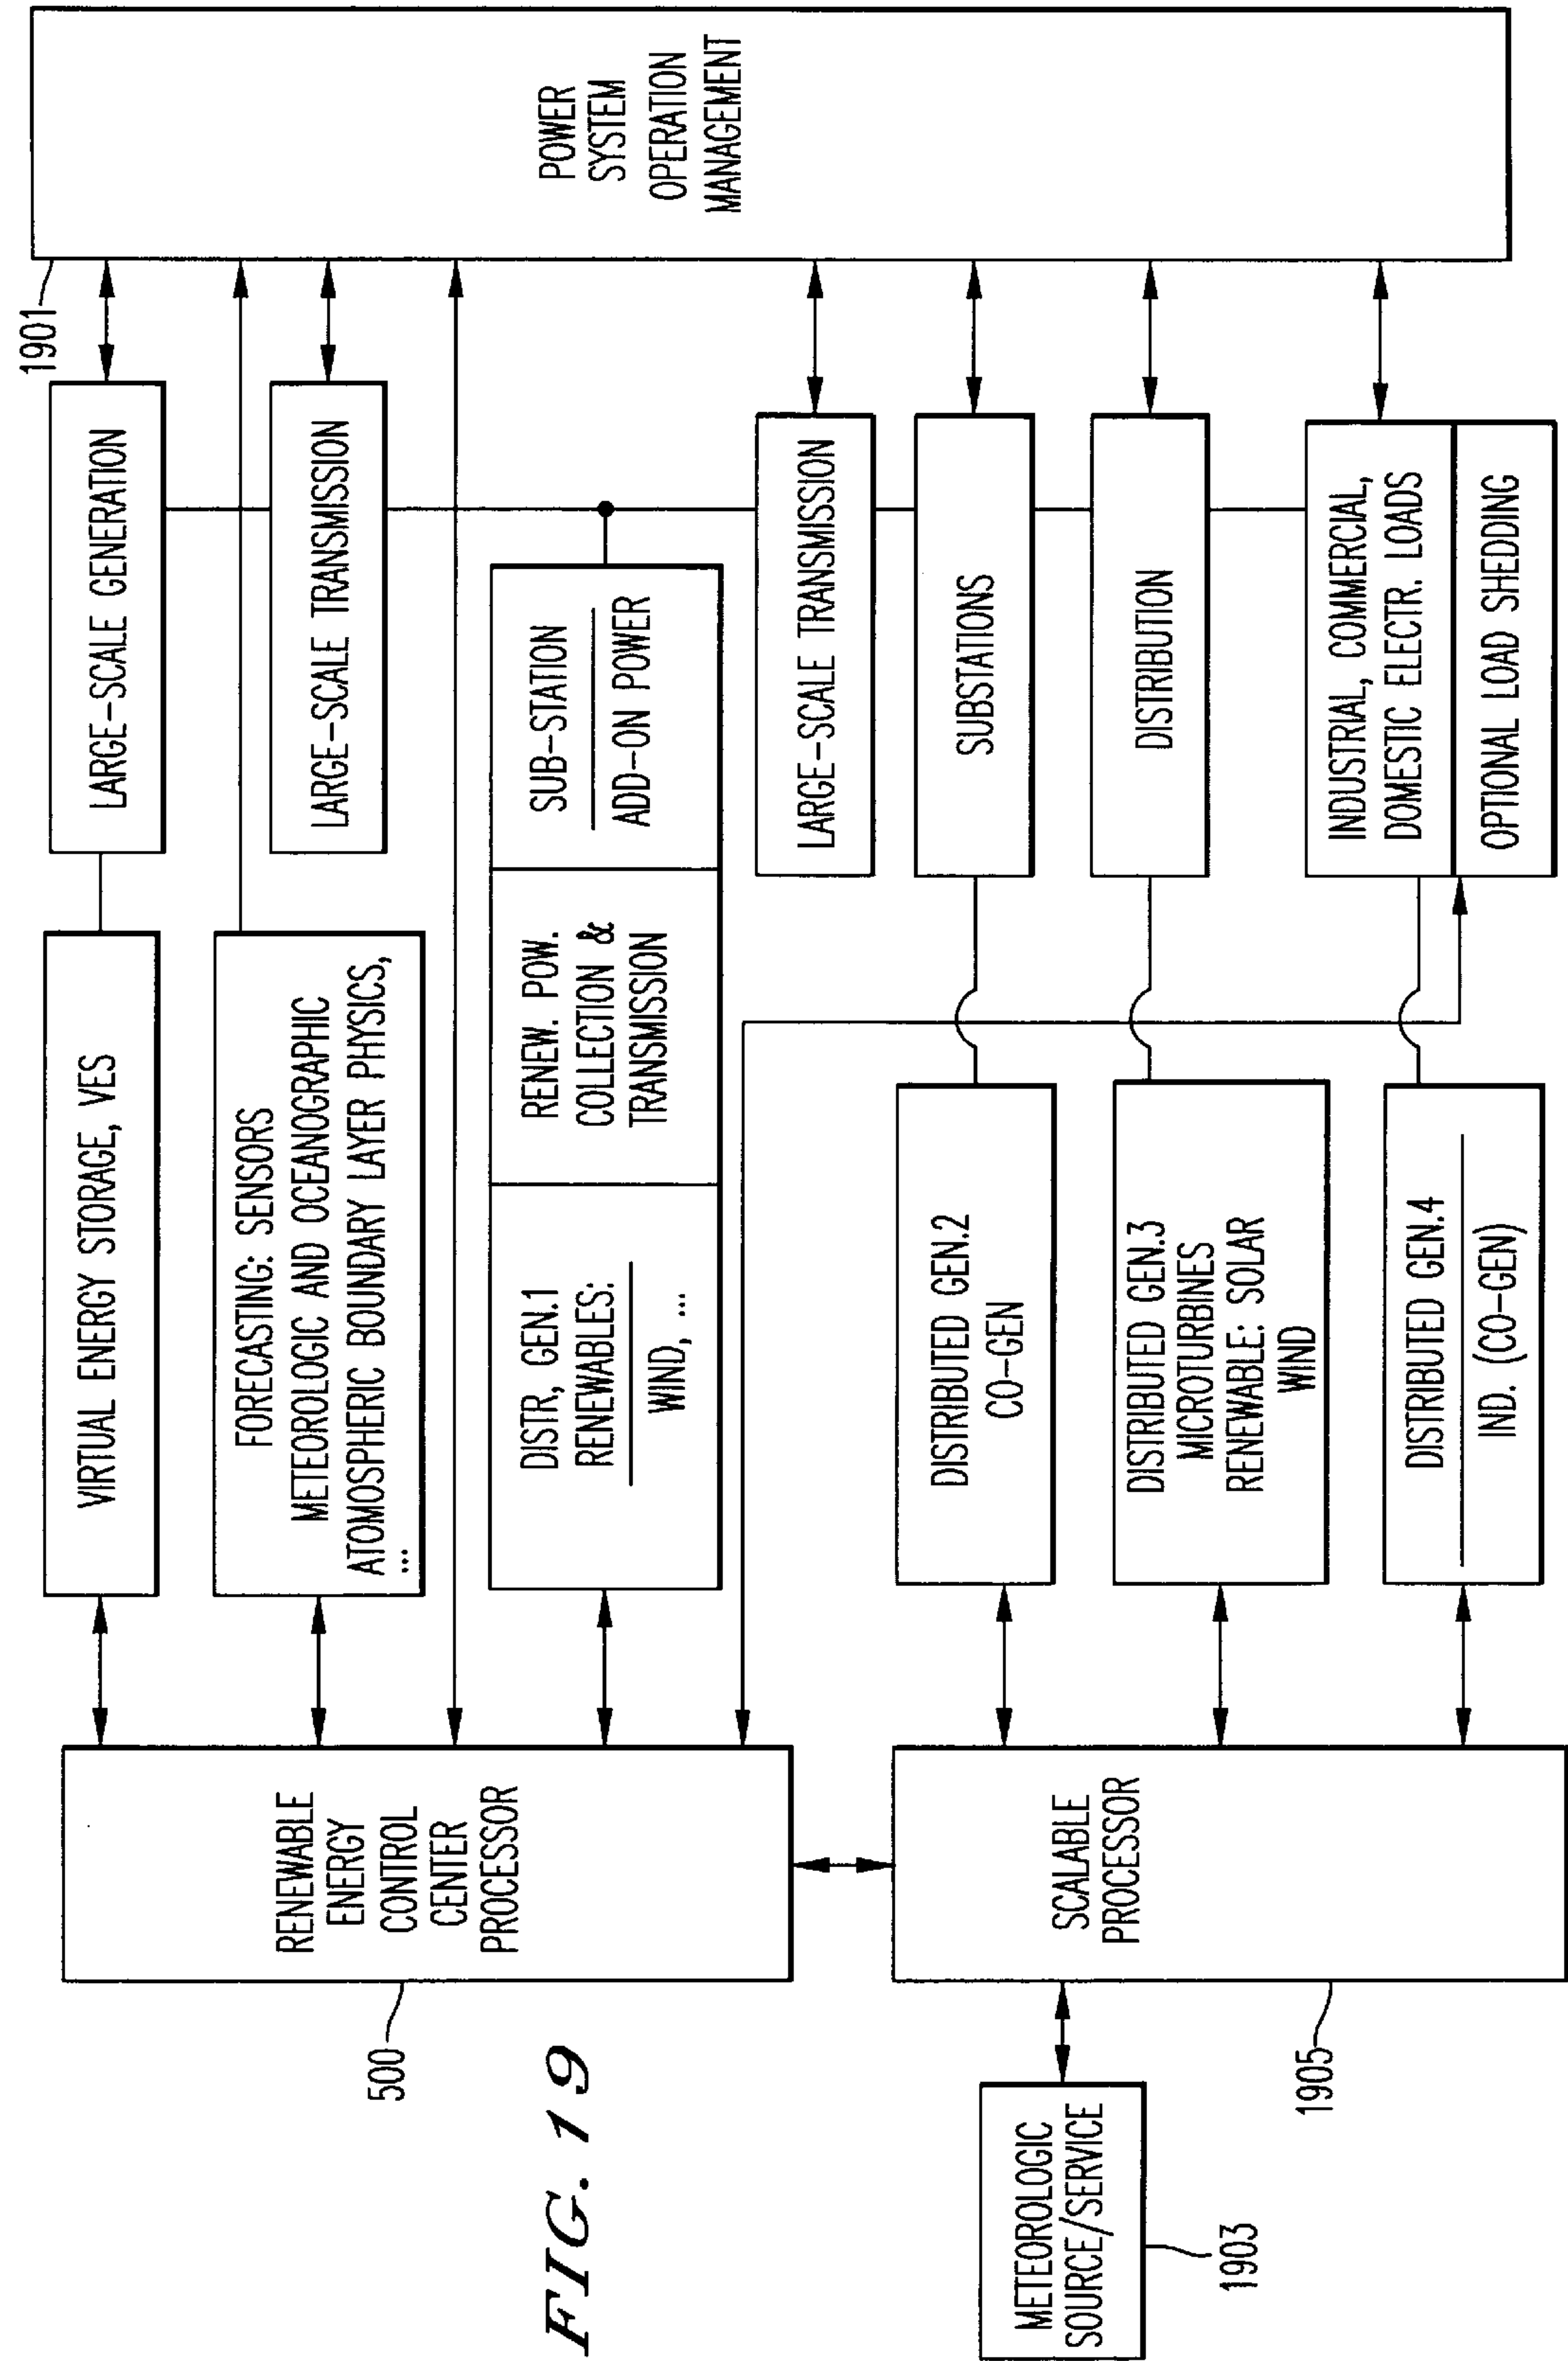 RENEWABLE
ENERGY
CONTROL
CENTER
PROCESSOR
500
VIRTUAL ENERGY STORAGE, VES
LARGE-SCALE GENERATION
1901
POWER
SYSTEM
OPERATION
MANAGEMENT
FORECASTING: SENSORS
METEOROLOGIC AND OCEANOGRAPHIC
ATOMOSPHERIC BOUNDARY LAYER PHYSICS,
...
LARGE-SCALE TRANSMISSION
DISTR, GEN.1
RENEWABLES:
WIND, ...
RENEW. POW.
COLLECTION &
TRANSMISSION
SUB-STATION
ADD-ON POWER
FIG. 19
LARGE-SCALE TRANSMISSION
METEOROLOGIC
SOURCE/SERVICE
1903
SCALABLE
PROCESSOR
1905
DISTRIBUTED GEN.2
CO-GEN
SUBSTATIONS
DISTRIBUTED GEN.3
MICROTURBINES
RENEWABLE: SOLAR
WIND
DISTRIBUTION
DISTRIBUTED GEN.4
IND. (CO-GEN)
INDUSTRIAL, COMMERCIAL,
DOMESTIC ELECTR. LOADS
OPTIONAL LOAD SHEDDING